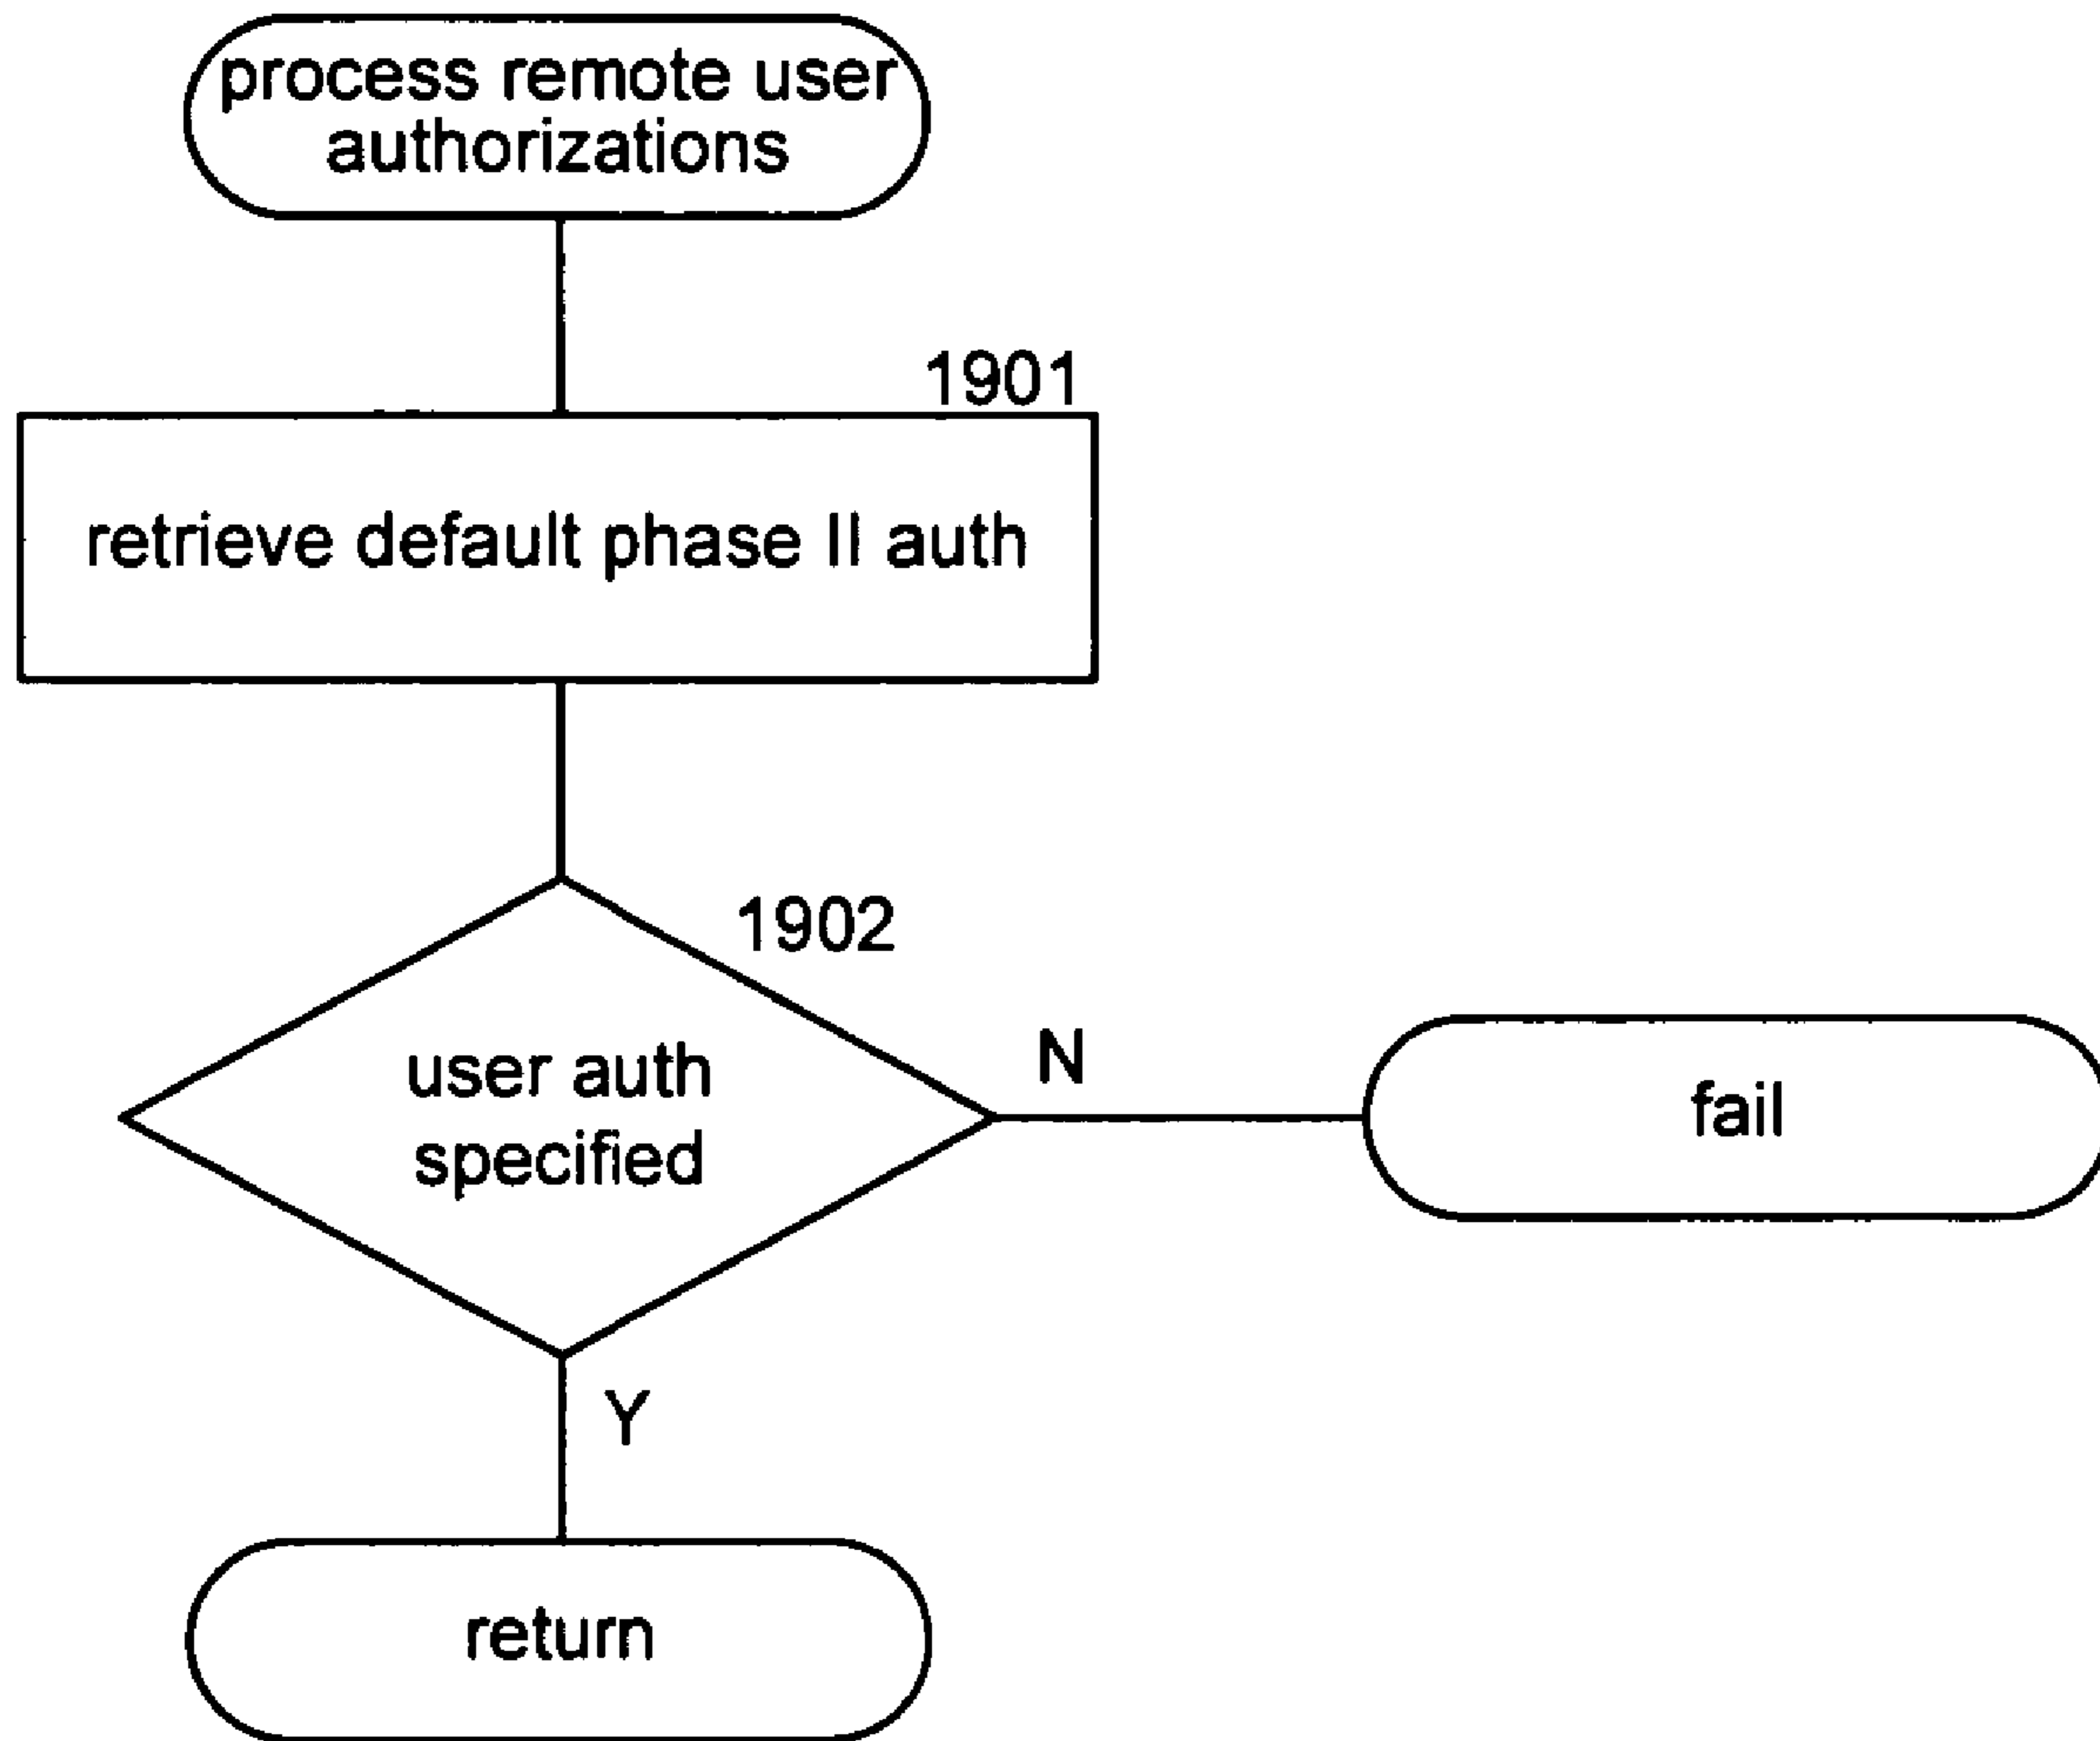 process remote user
authorizations
1901
retrieve default phase II auth
1902
user auth
specified
N
fail
Y
return